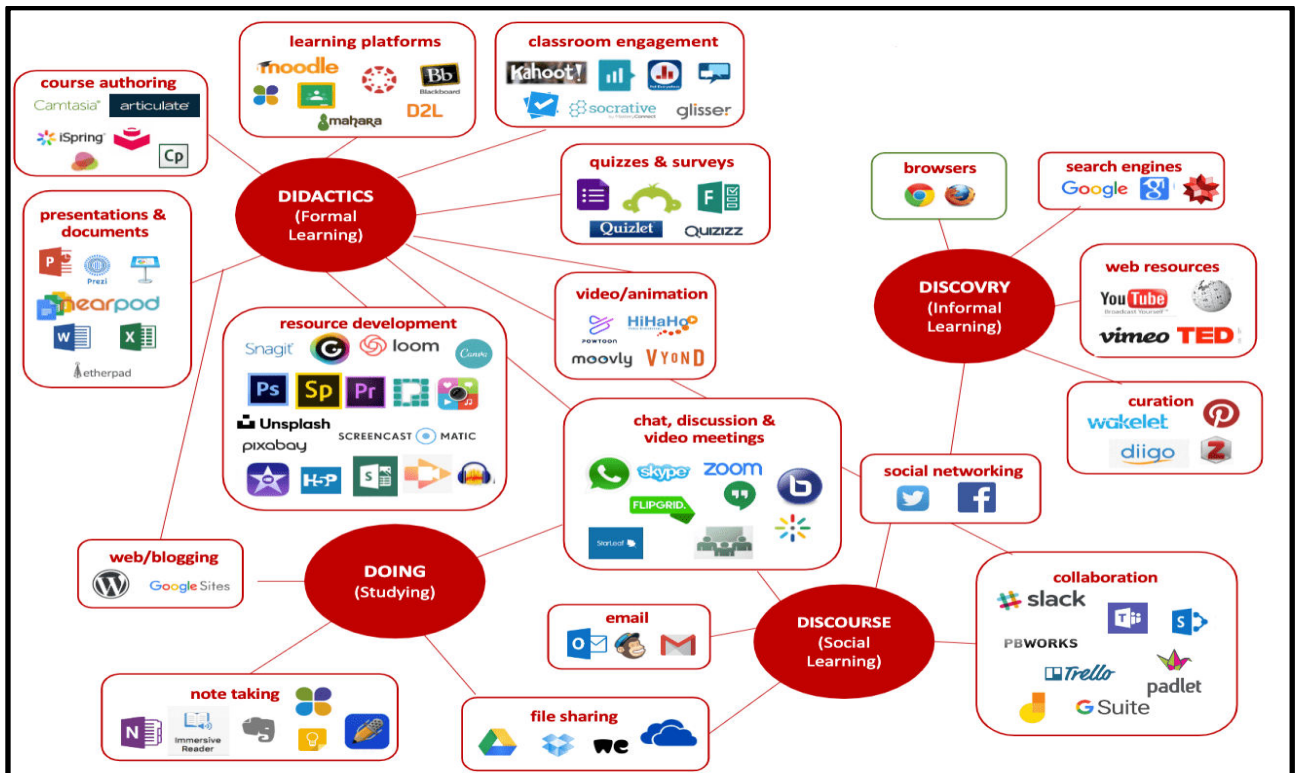 learning platforms
moodle
Bb
Blackboard
mahara
D2L
classroom engagement
Kahoot!
socrative
glisser
course authoring
Camtasia
articulate
iSpring
Cp
DIDACTICS
(Formal
Learning)
quizzes & surveys
F
Quizlet
QUIZIZZ
browsers
search engines
Google
g
presentations &
documents
P
Prezi
nearpod
W
X
etherpad
video/animation
POWTOON
HiHaHo
moovly
VYOND
DISCOVRY
(Informal
Learning)
web resources
YouTube
Broadcast Yourself
vimeo
TED
resource development
Snagit
G
loom
Canva
Ps
Sp
Pr
Unsplash
pixabay
SCREENCAST MATIC
H5P
S
curation
wakelet
diigo
Z
chat, discussion &
video meetings
skype
zoom
b
FLIPGRID.
StarLeaf
social networking
f
web/blogging
Google Sites
DOING
(Studying)
collaboration
slack
T
S
PBWORKS
Trello
padlet
G Suite
email
O
DISCOURSE
(Social
Learning)
note taking
N
Immersive
Reader
file sharing
we